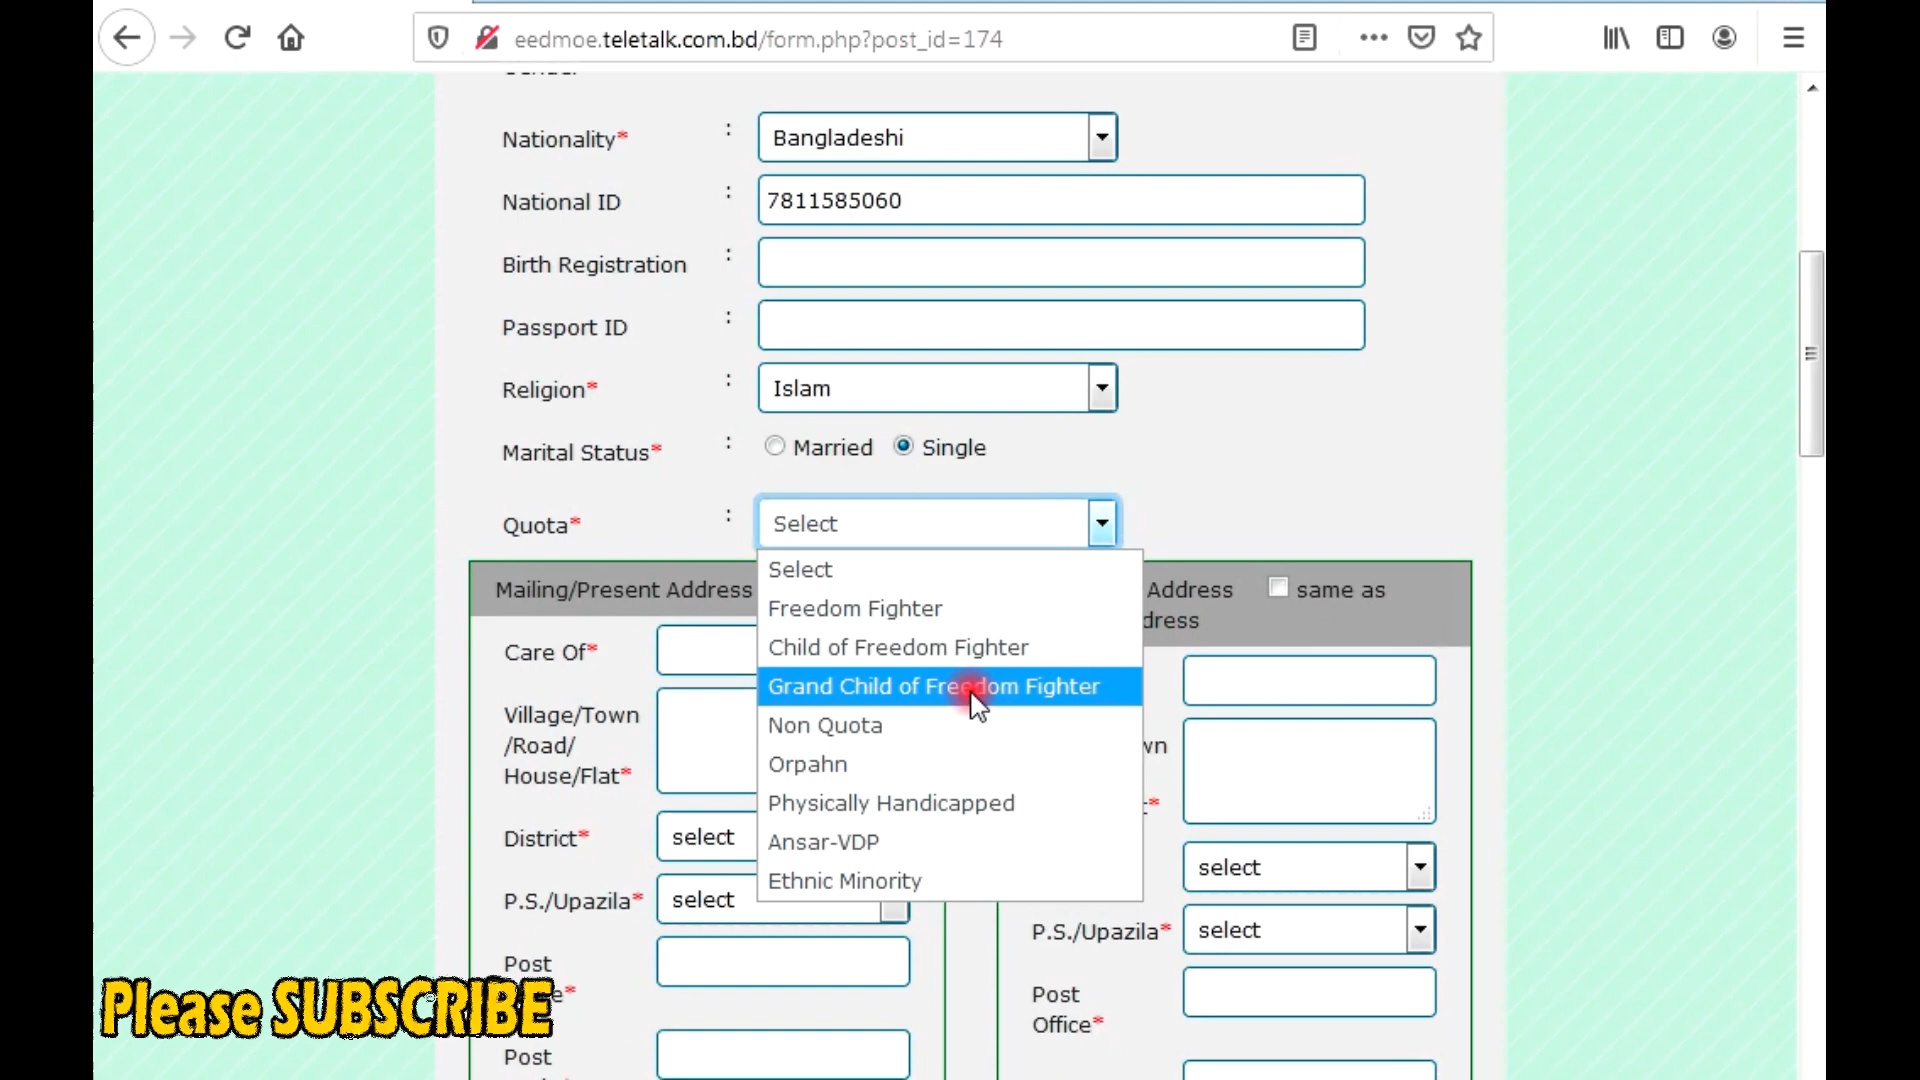 eedmoe.teletalk.com.bd/form.php?post_id=174
Nationality* : Bangladeshi
National ID : 7811585060
Birth Registration :
Passport ID :
Religion* : Islam
Marital Status* : Married Single
Quota* : Select
Select
Freedom Fighter
Child of Freedom Fighter
Grand Child of Freedom Fighter
Non Quota
Orpahn
Physically Handicapped
Ansar-VDP
Ethnic Minority
Mailing/Present Address
Care Of*
Village/Town
/Road/
House/Flat*
District* select
P.S./Upazila* select
Post
Post
Address same as
select
P.S./Upazila* select
Post
Office*
Please SUBSCRIBE